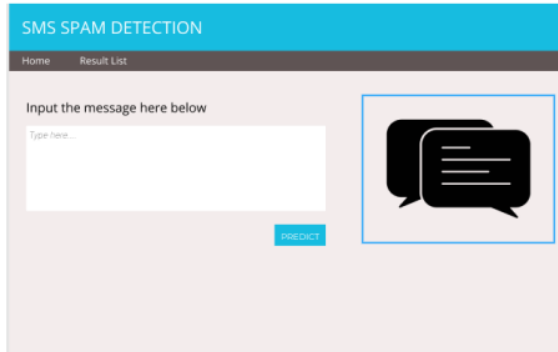 SMS SPAM DETECTION
Home Result List
Input the message here below
Type here...
PREDICT